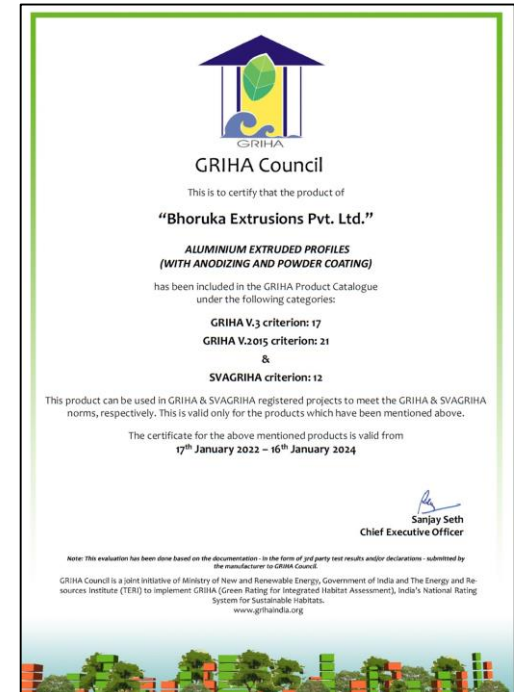 GRIHA
GRIHA Council
This is to certify that the product of
“Bhoruka Extrusions Pvt. Ltd.”
ALUMINIUM EXTRUDED PROFILES
(WITH ANODIZING AND POWDER COATING)
has been included in the GRIHA Product Catalogue
under the following categories:
GRIHA V.3 criterion: 17
GRIHA V.2015 criterion: 21
&
SVAGRIHA criterion: 12
This product can be used in GRIHA & SVAGRIHA registered projects to meet the GRIHA & SVAGRIHA
norms, respectively. This is valid only for the products which have been mentioned above.
The certificate for the above mentioned products is valid from
17th January 2022 – 16th January 2024
Sanjay Seth
Chief Executive Officer
Note: This evaluation has been done based on the documentation - in the form of 3rd party test results and/or declarations - submitted by
the manufacturer to GRIHA Council.
GRIHA Council is a joint initiative of Ministry of New and Renewable Energy, Government of India and The Energy and Re-
sources Institute (TERI) to implement GRIHA (Green Rating for Integrated Habitat Assessment), India's National Rating
System for Sustainable Habitats.
www.grihaindia.org